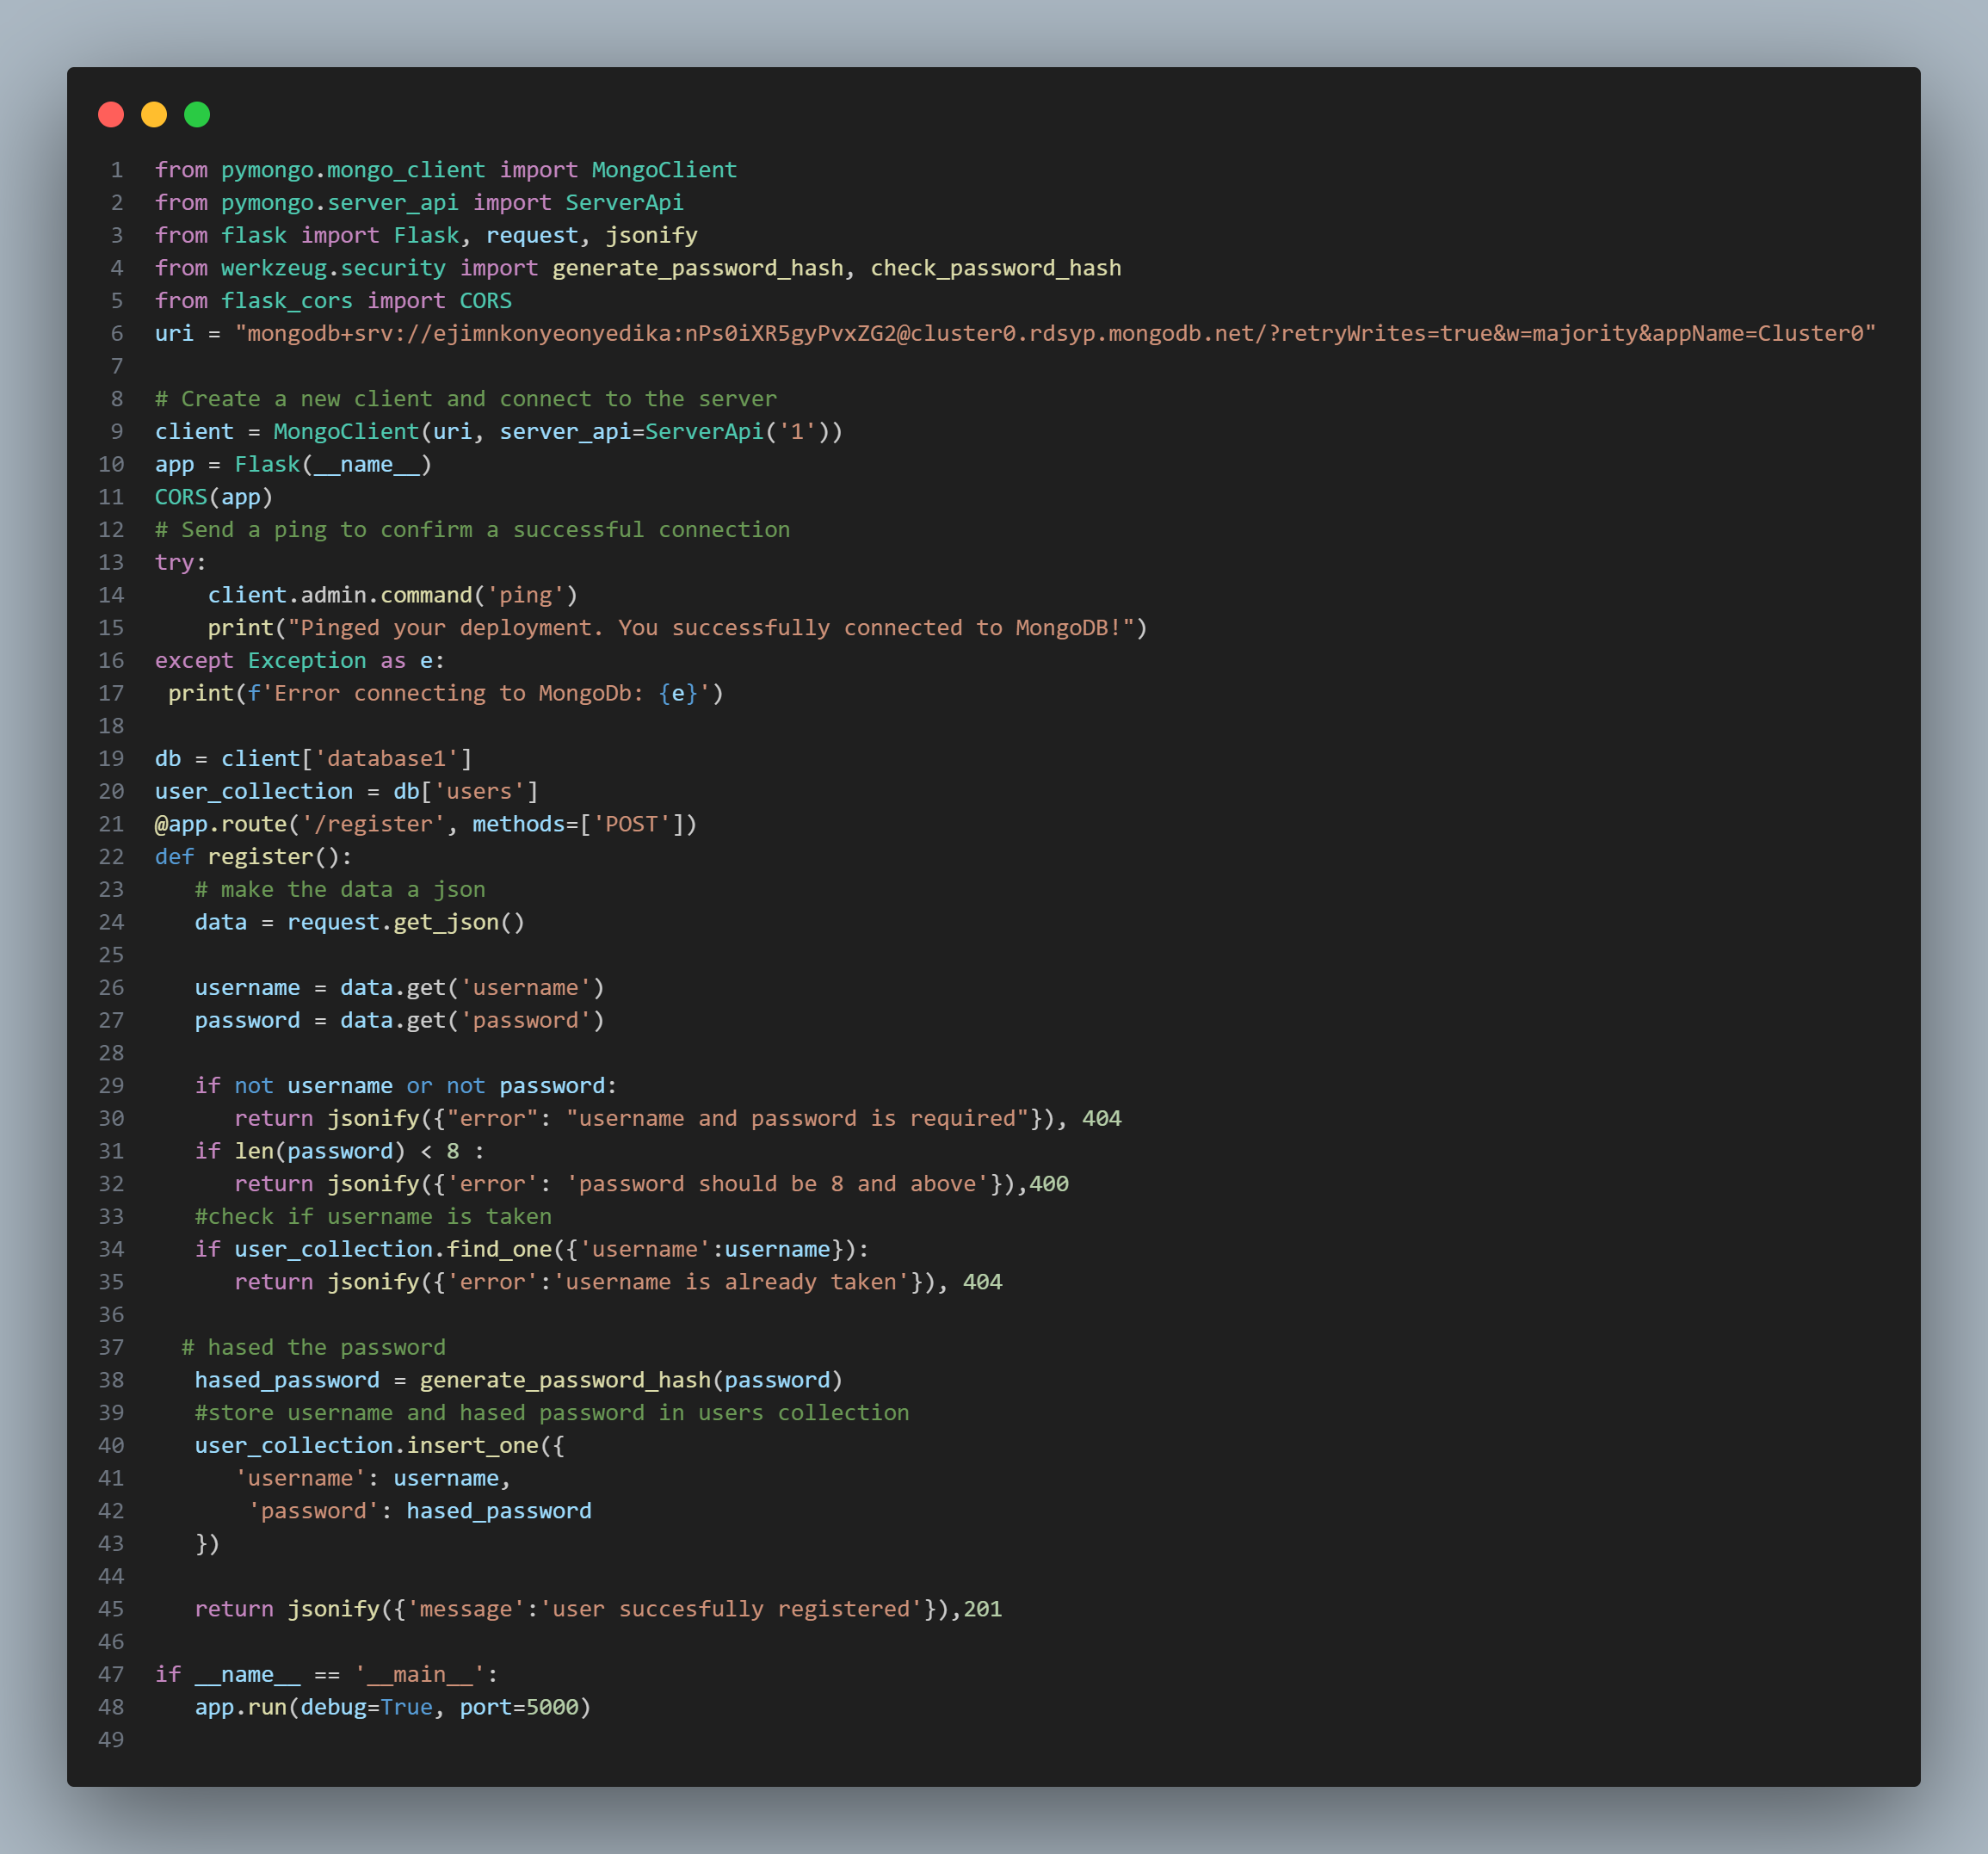 1 from pymongo.mongo_client import MongoClient
2 from pymongo.server_api import ServerApi
3 from flask import Flask, request, jsonify
4 from werkzeug.security import generate_password_hash, check_password_hash
5 from flask_cors import CORS
6 uri = "mongodb+srv://ejimnkonyeonyedika:nPs0iXR5gyPvxZG2@cluster0.rdsyp.mongodb.net/?retryWrites=true&w=majority&appName=Cluster0"
7
8 # Create a new client and connect to the server
9 client = MongoClient(uri, server_api=ServerApi('1'))
10 app = Flask(__name__)
11 CORS(app)
12 # Send a ping to confirm a successful connection
13 try:
14     client.admin.command('ping')
15     print("Pinged your deployment. You successfully connected to MongoDB!")
16 except Exception as e:
17  print(f'Error connecting to MongoDb: {e}')
18
19 db = client['database1']
20 user_collection = db['users']
21 @app.route('/register', methods=['POST'])
22 def register():
23    # make the data a json
24    data = request.get_json()
25
26    username = data.get('username')
27    password = data.get('password')
28
29    if not username or not password:
30       return jsonify({"error": "username and password is required"}), 404
31    if len(password) < 8 :
32       return jsonify({'error': 'password should be 8 and above'}),400
33    #check if username is taken
34    if user_collection.find_one({'username':username}):
35       return jsonify({'error':'username is already taken'}), 404
36
37   # hased the password
38    hased_password = generate_password_hash(password)
39    #store username and hased password in users collection
40    user_collection.insert_one({
41       'username': username,
42        'password': hased_password
43    })
44
45    return jsonify({'message':'user succesfully registered'}),201
46
47 if __name__ == '__main__':
48    app.run(debug=True, port=5000)
49